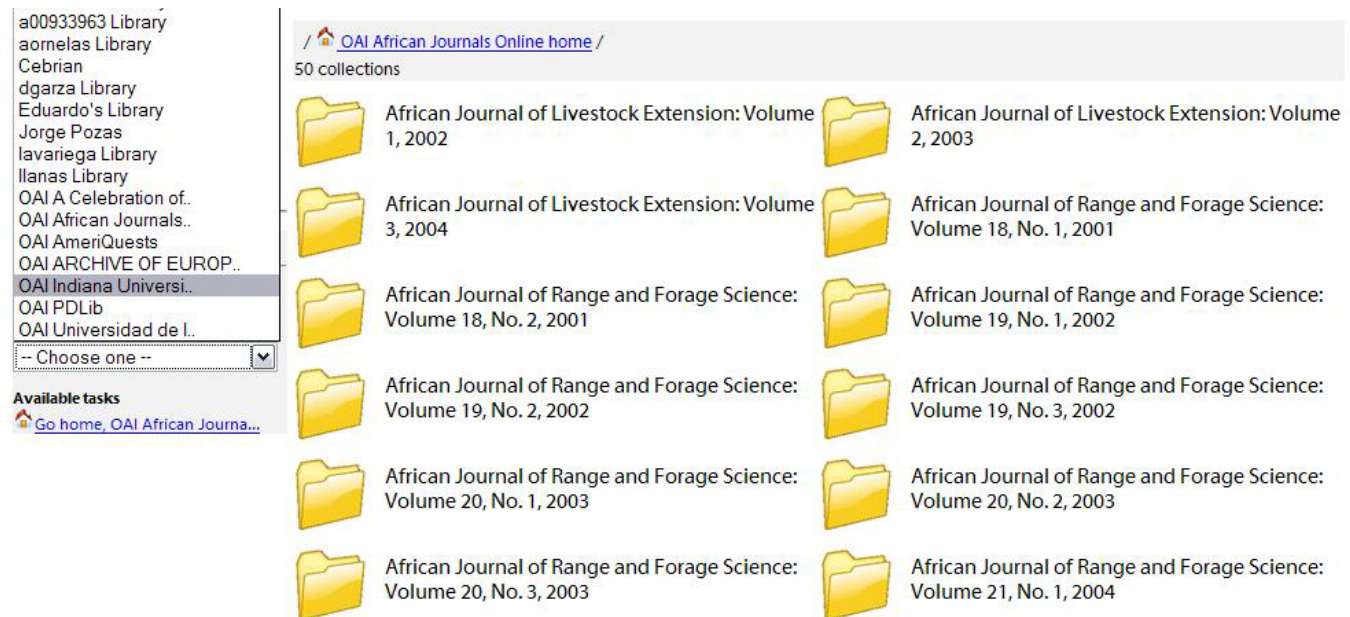 a00933963 Library
aornelas Library
Cebrian
dgarza Library
Eduardo's Library
Jorge Pozas
lavariega Library
llanas Library
OAI A Celebration of..
OAI African Journals..
OAI AmeriQuests
OAI ARCHIVE OF EUROP..
OAI Indiana Universi..
OAI PDLib
OAI Universidad de l..
-- Choose one --
Available tasks
Go home, OAI African Journa...
/ OAI African Journals Online home /
50 collections
African Journal of Livestock Extension: Volume
1, 2002
African Journal of Livestock Extension: Volume
2, 2003
African Journal of Livestock Extension: Volume
3, 2004
African Journal of Range and Forage Science:
Volume 18, No. 1, 2001
African Journal of Range and Forage Science:
Volume 18, No. 2, 2001
African Journal of Range and Forage Science:
Volume 19, No. 1, 2002
African Journal of Range and Forage Science:
Volume 19, No. 2, 2002
African Journal of Range and Forage Science:
Volume 19, No. 3, 2002
African Journal of Range and Forage Science:
Volume 20, No. 1, 2003
African Journal of Range and Forage Science:
Volume 20, No. 2, 2003
African Journal of Range and Forage Science:
Volume 20, No. 3, 2003
African Journal of Range and Forage Science:
Volume 21, No. 1, 2004